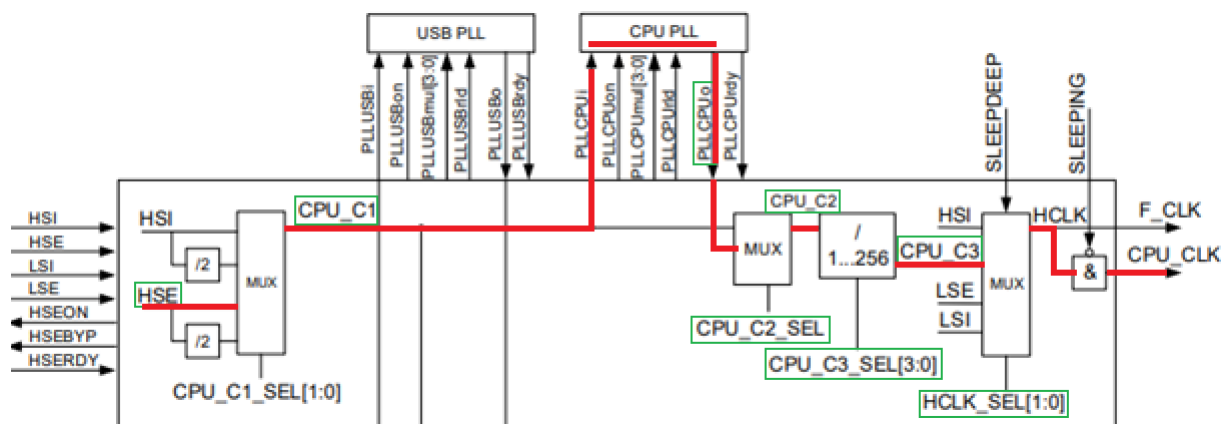 USB PLL
CPU PLL
PLLUSBi
PLLUSBon
PLLUSBmul[3:0]
PLLUSBrld
PLLUSBo
PLLUSBrdy
PLLCPUi
PLLCPUon
PLLCPUmul[3:0]
PLLCPUrld
PLLCPUo
PLLCPUrdy
SLEEPDEEP
SLEEPING
HSI
HSE
LSI
LSE
HSEON
HSEBYP
HSERDY
HSI
/2
HSE
/2
MUX
CPU_C1_SEL[1:0]
CPU_C1
MUX
CPU_C2_SEL
CPU_C2
/
1...256
CPU_C3_SEL[3:0]
CPU_C3
HSI
LSE
LSI
MUX
HCLK_SEL[1:0]
HCLK
&
F_CLK
CPU_CLK